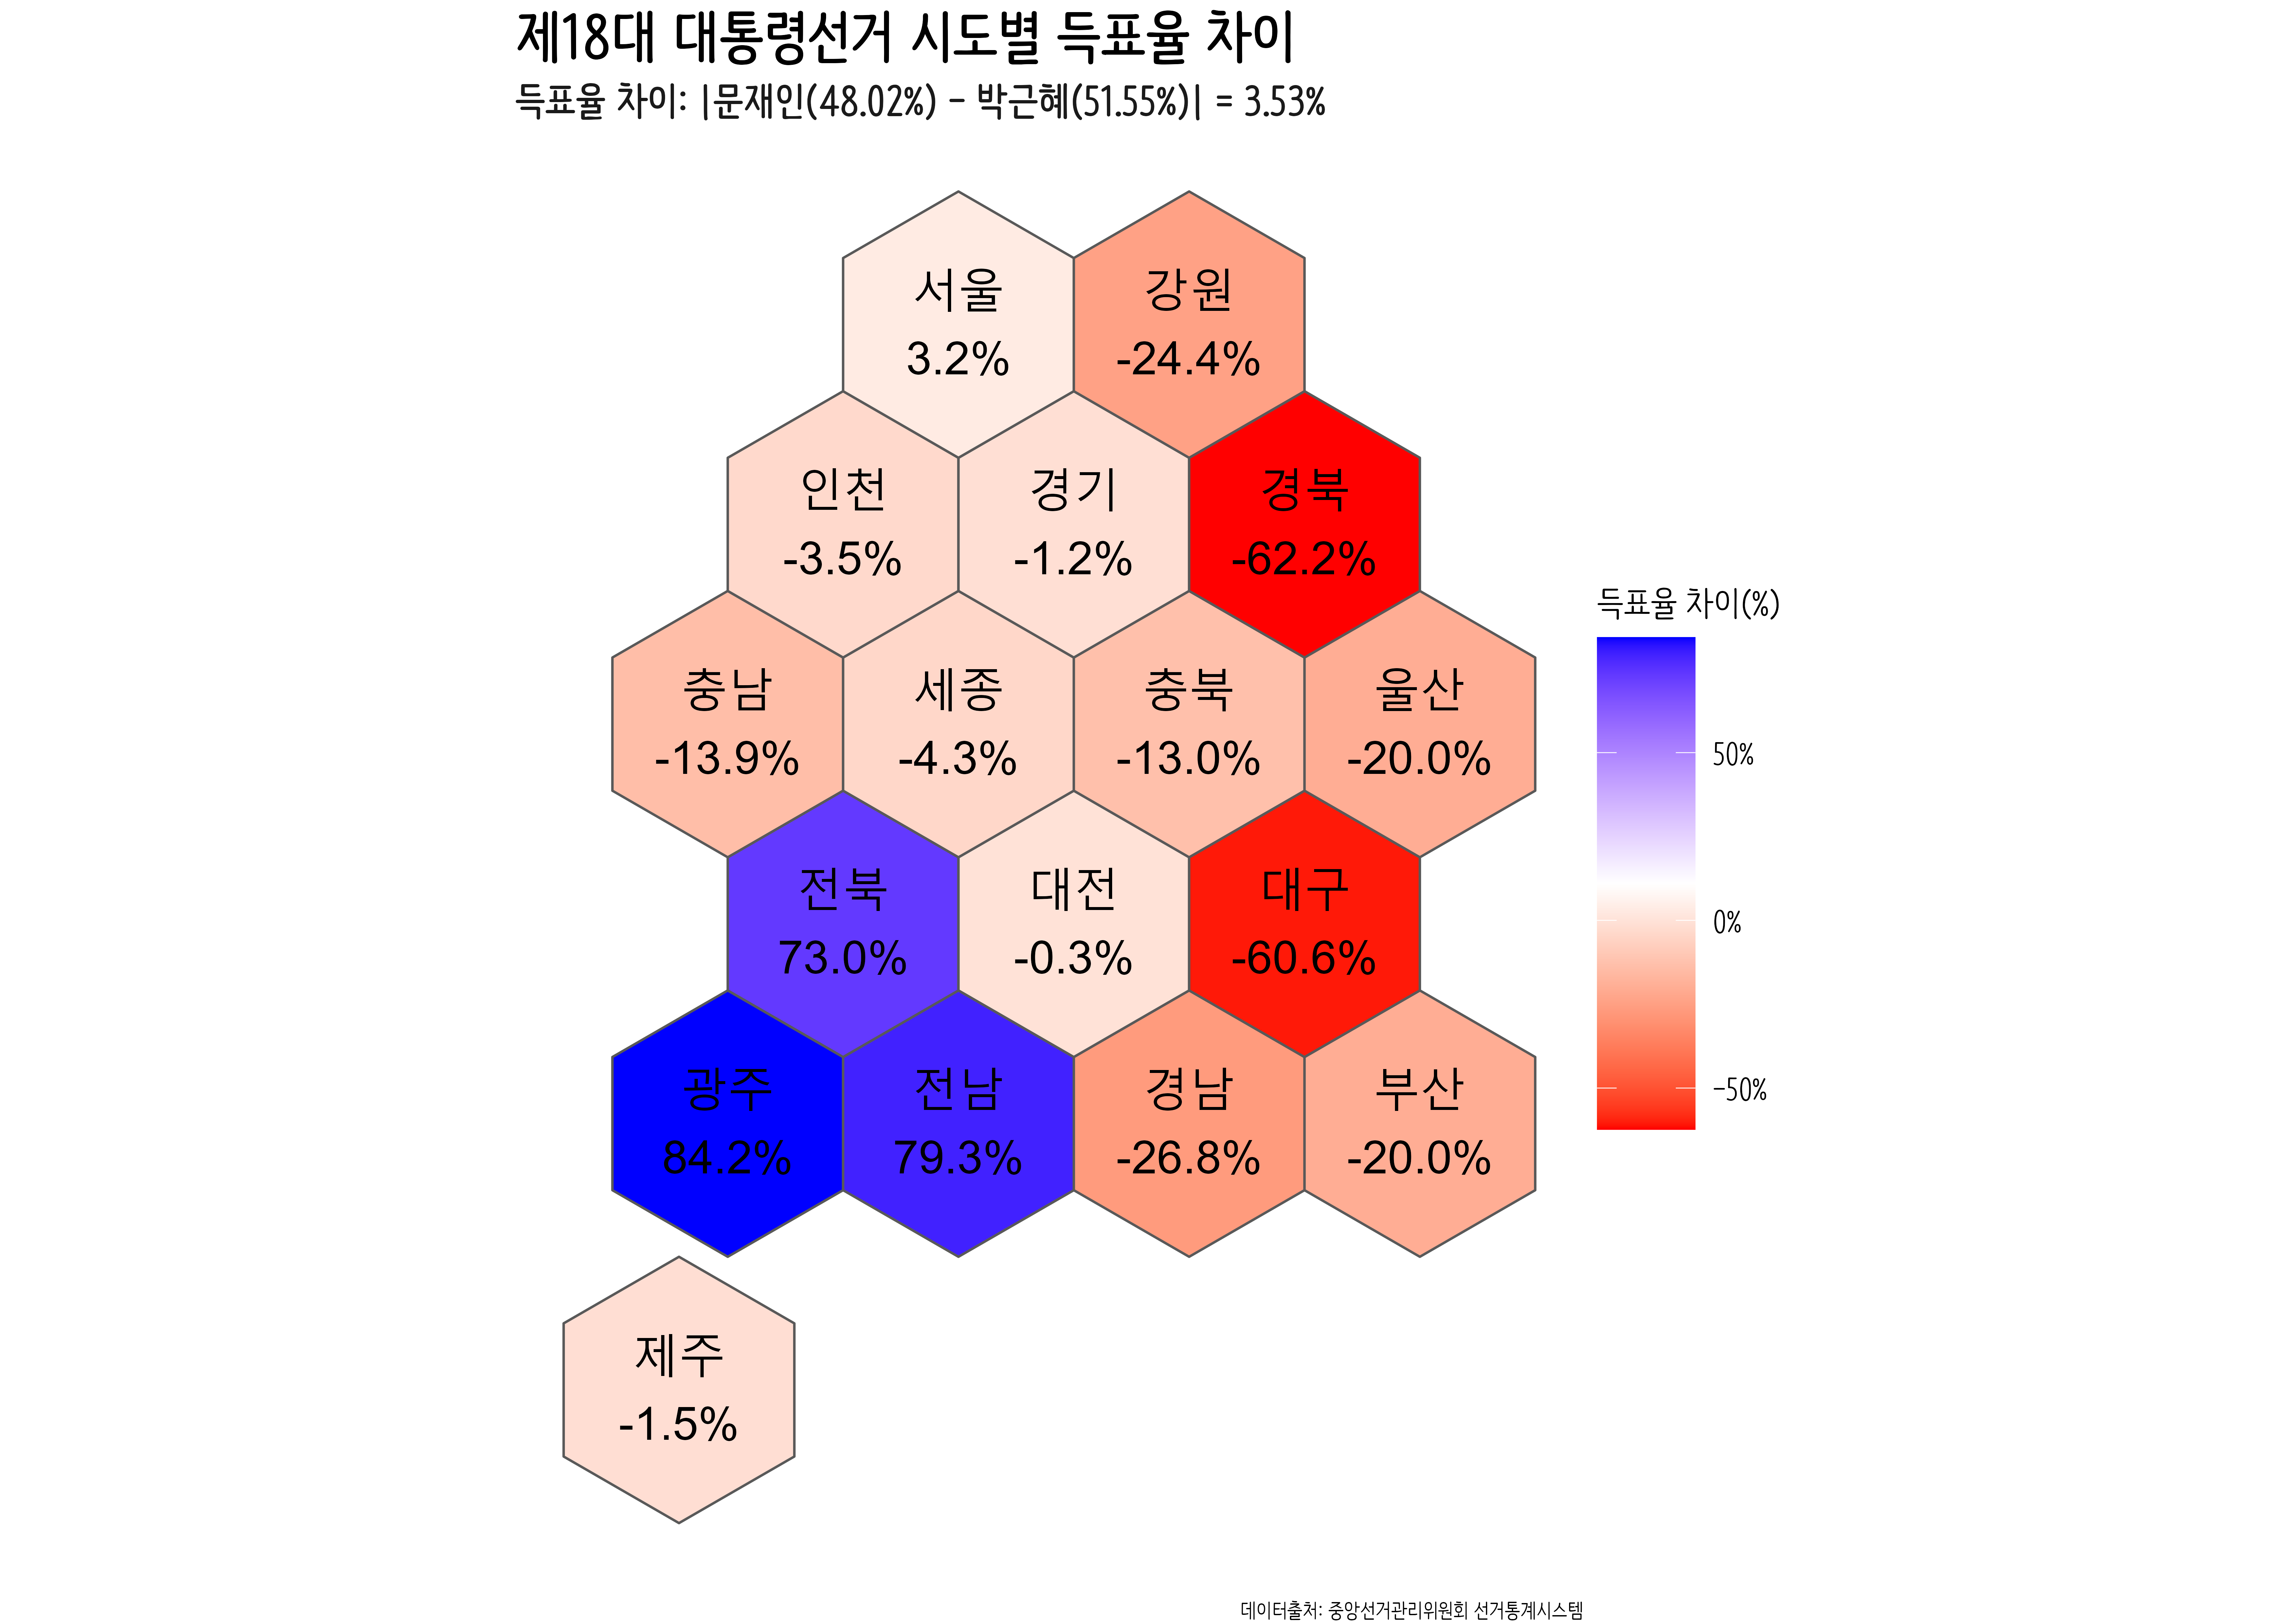 제18대 대통령선거 시도별 득표율 차이
득표율 차이: |문재인(48.02%) - 박근혜(51.55%)| = 3.53%
서울
3.2%
강원
-24.4%
인천
-3.5%
경기
-1.2%
경북
-62.2%
충남
-13.9%
세종
-4.3%
충북
-13.0%
울산
-20.0%
전북
73.0%
대전
-0.3%
대구
-60.6%
광주
84.2%
전남
79.3%
경남
-26.8%
부산
-20.0%
제주
-1.5%
득표율 차이(%)
50%
0%
-50%
데이터출처: 중앙선거관리위원회 선거통계시스템